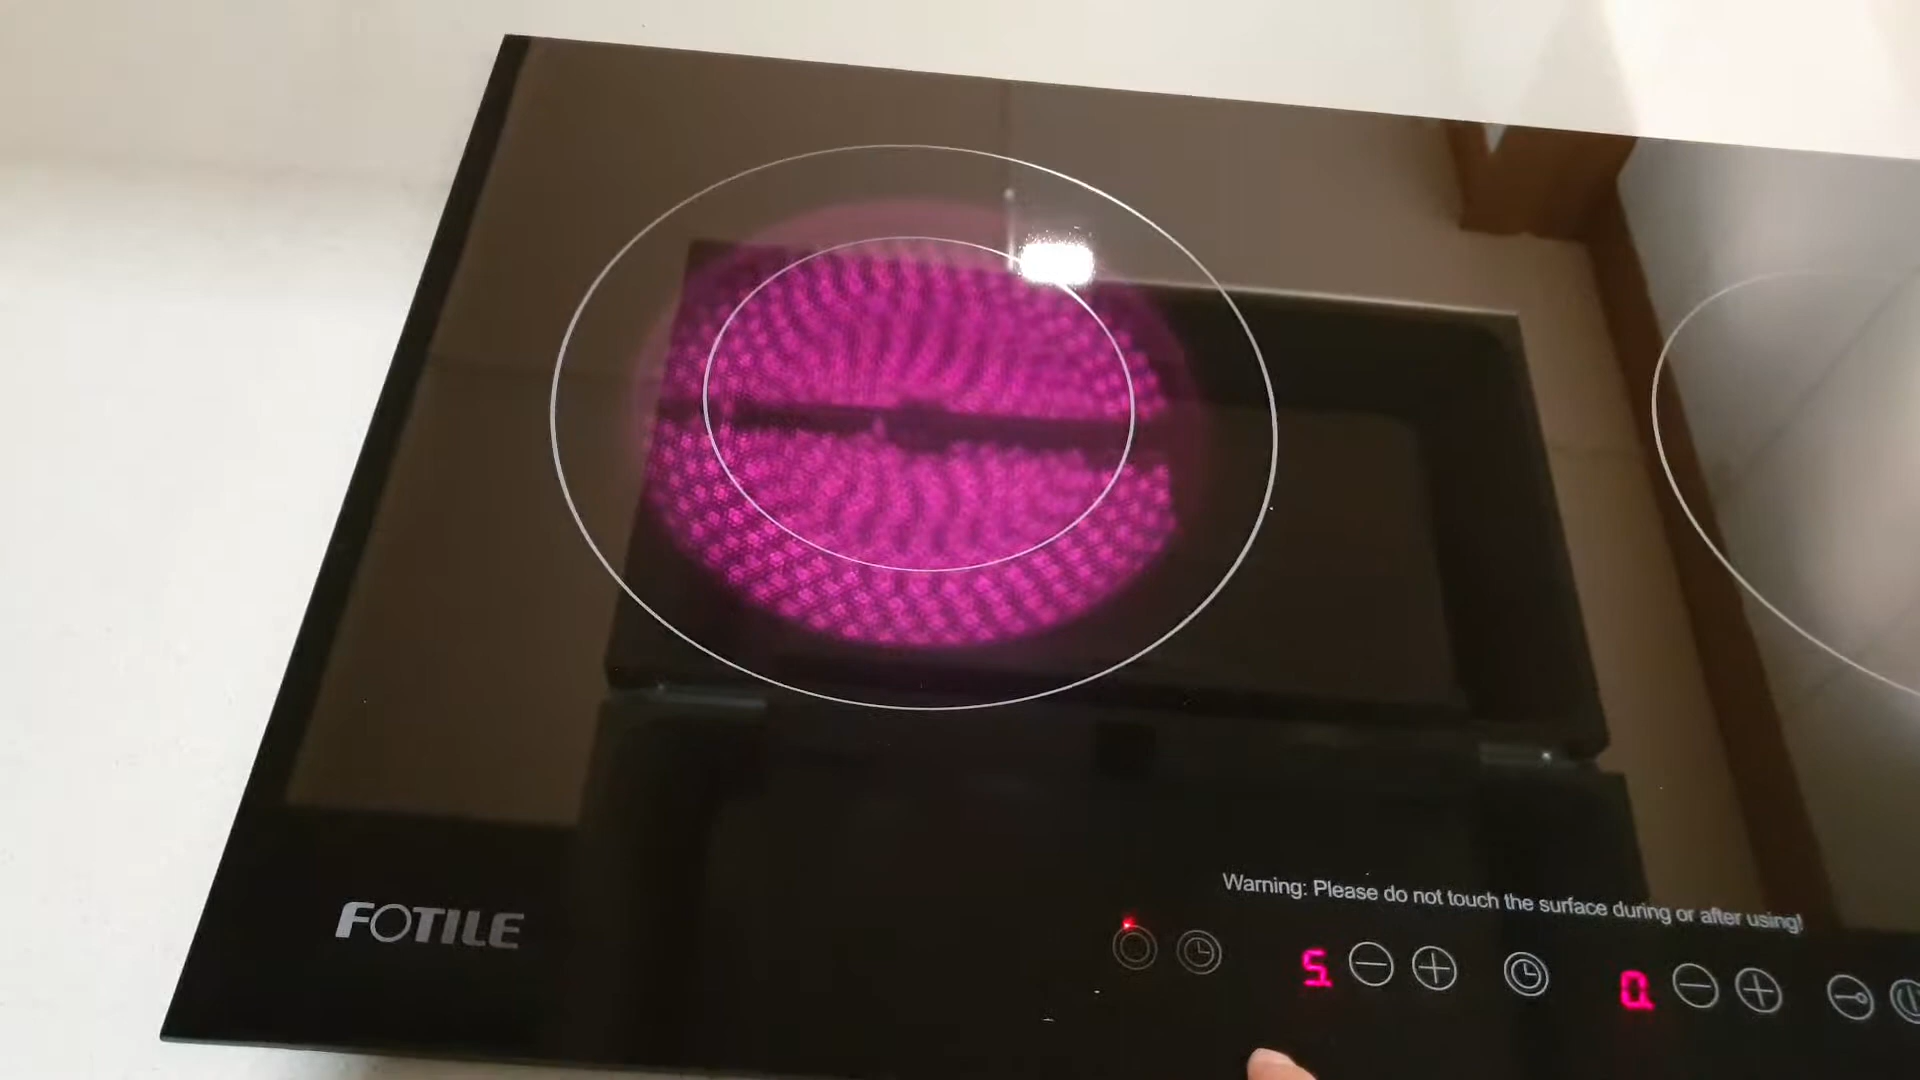 Warning: Please do not touch the surface during or after using!
FOTILE
5. 0.